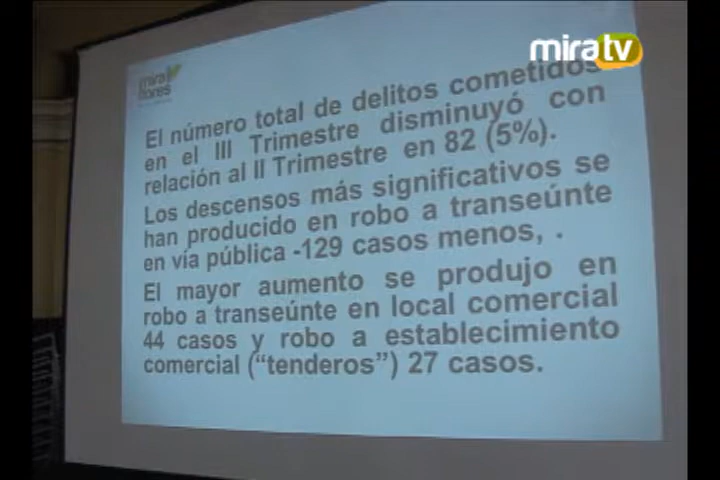 miratv
mira
flores
El número total de delitos cometidos
en el III Trimestre disminuyó con
relación al II Trimestre en 82 (5%).
Los descensos más significativos se
han producido en robo a transeúnte
en vía pública -129 casos menos, .
El mayor aumento se produjo en
robo a transeúnte en local comercial
44 casos y robo a establecimiento
comercial (“tenderos”) 27 casos.